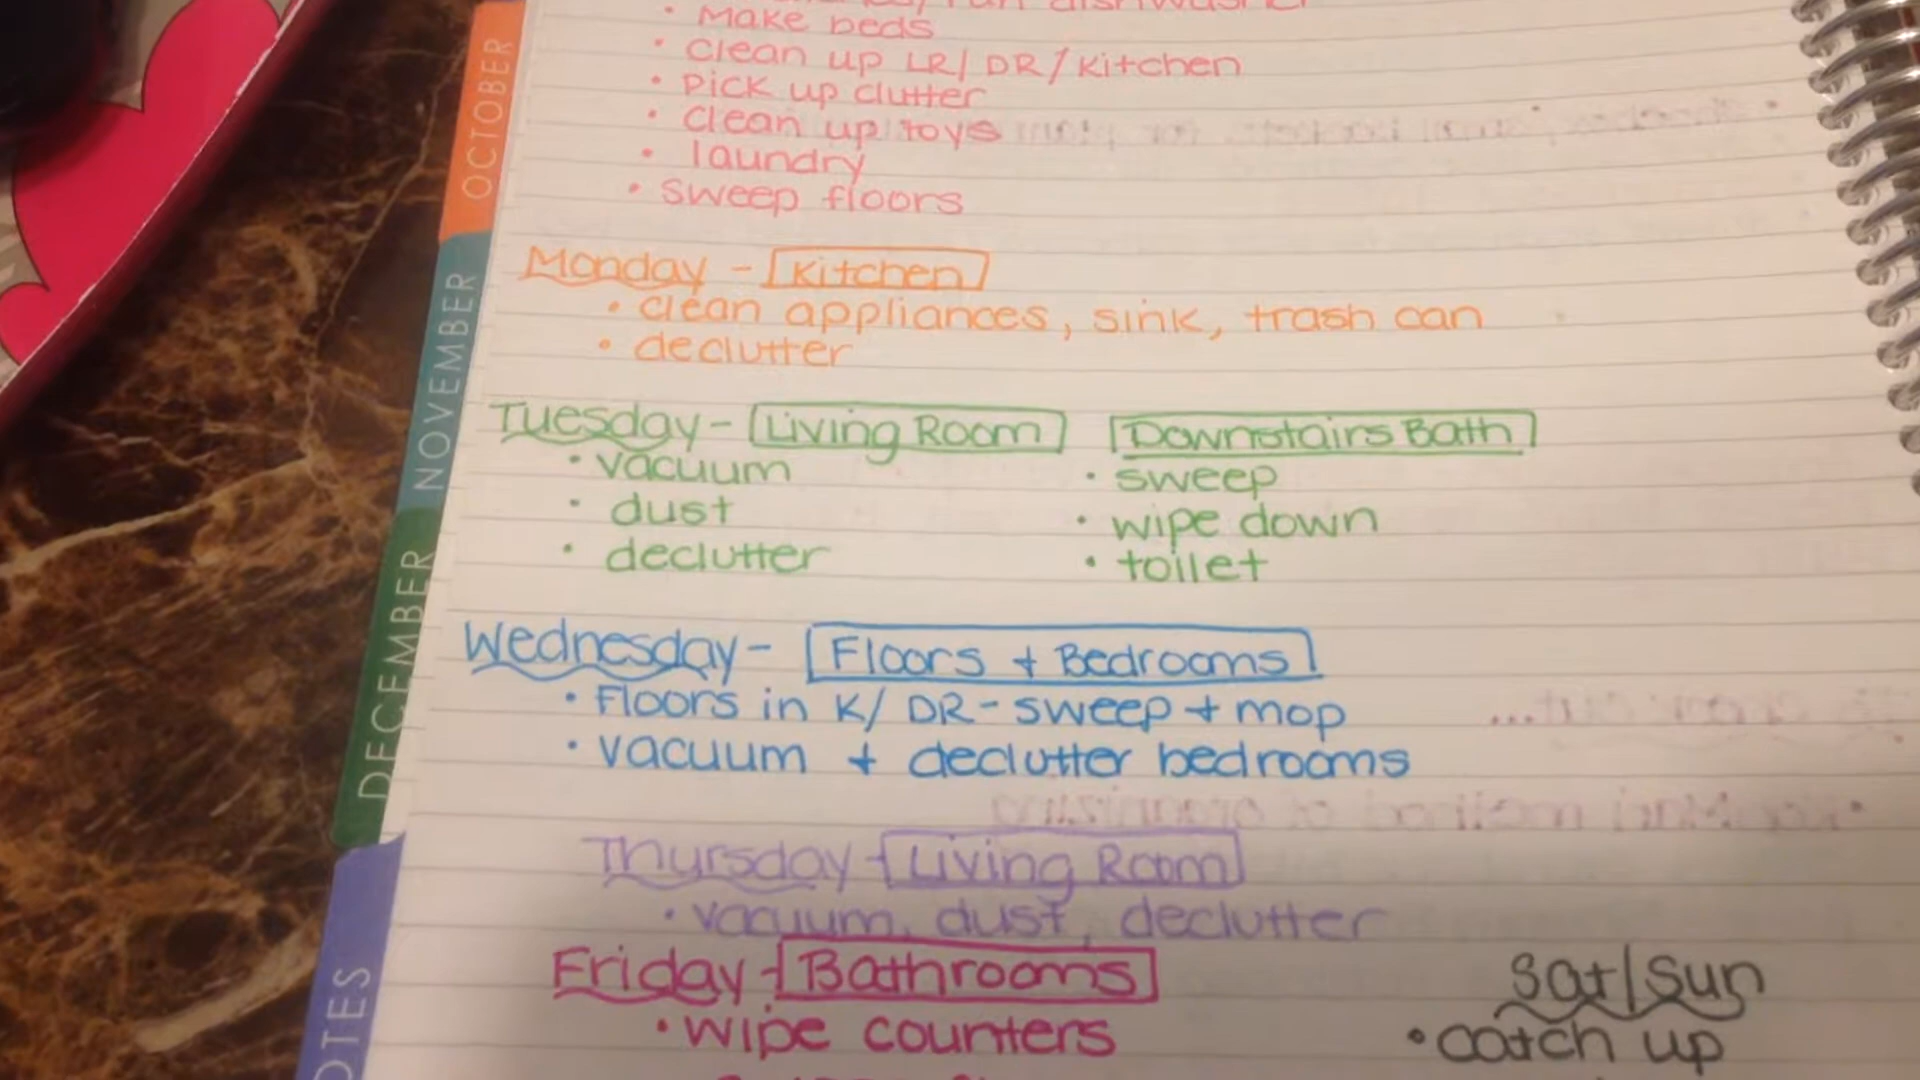 run dishwasher
• Make beds
• Clean up LR/DR/Kitchen
• Pick up clutter
• Clean up toys
• laundry
• sweep floors
Monday - Kitchen
• Clean appliances, sink, trash can
• declutter
Tuesday - Living Room
• vacuum
• dust
• declutter
Downstairs Bath
• sweep
• wipe down
• toilet
Wednesday - Floors + Bedrooms
• Floors in K/DR - sweep + mop
• vacuum + declutter bedrooms
Thursday - Living Room
• vacuum, dust, declutter
Friday - Bathrooms
• wipe counters
Sat/Sun
• catch up
OCTOBER
NOVEMBER
DECEMBER
OTES